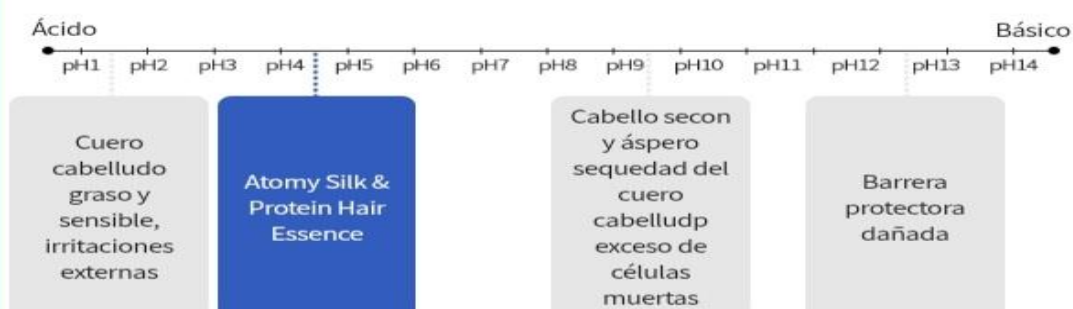 Ácido
Básico
pH1 pH2 pH3 pH4 pH5 pH6 pH7 pH8 pH9 pH10 pH11 pH12 pH13 pH14
Cuero
cabelludo
graso y
sensible,
irritaciones
externas
Atomy Silk &
Protein Hair
Essence
Cabello secon
y áspero
sequedad del
cuero
cabelludp
exceso de
células
muertas
Barrera
protectora
dañada